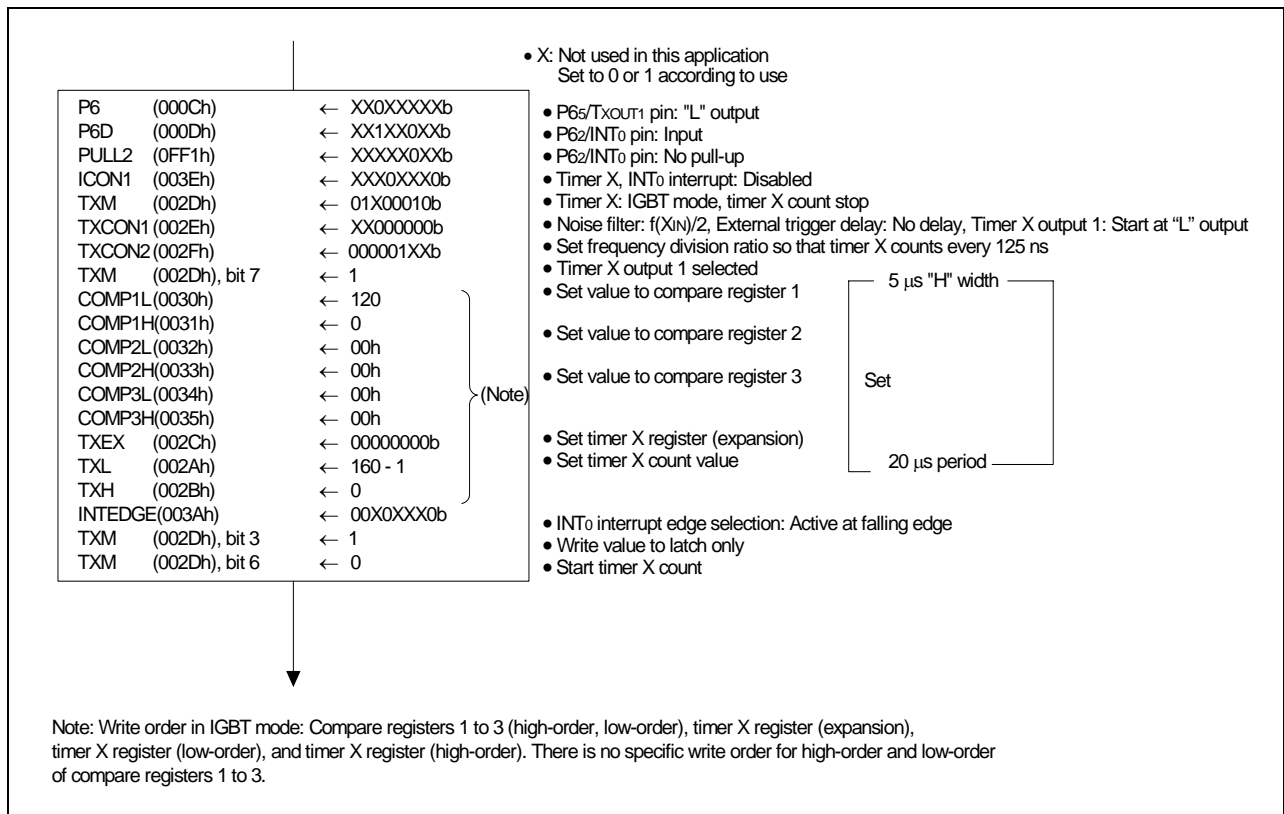 • X: Not used in this application
Set to 0 or 1 according to use
P6 (000Ch) ← XX0XXXXXb • P65/TXOUT1 pin: "L" output
P6D (000Dh) ← XX1XX0XXb • P62/INT0 pin: Input
PULL2 (0FF1h) ← XXXXX0XXb • P62/INT0 pin: No pull-up
ICON1 (003Eh) ← XXX0XXX0b • Timer X, INT0 interrupt: Disabled
TXM (002Dh) ← 01X00010b • Timer X: IGBT mode, timer X count stop
TXCON1 (002Eh) ← XX000000b • Noise filter: f(XIN)/2, External trigger delay: No delay, Timer X output 1: Start at “L” output
TXCON2 (002Fh) ← 000001XXb • Set frequency division ratio so that timer X counts every 125 ns
TXM (002Dh), bit 7 ← 1 • Timer X output 1 selected
COMP1L (0030h) ← 120 • Set value to compare register 1 5 µs "H" width
COMP1H (0031h) ← 0
COMP2L (0032h) ← 00h • Set value to compare register 2
COMP2H (0033h) ← 00h
COMP3L (0034h) ← 00h (Note) • Set value to compare register 3 Set
COMP3H (0035h) ← 00h
TXEX (002Ch) ← 00000000b • Set timer X register (expansion)
TXL (002Ah) ← 160 - 1 • Set timer X count value 20 µs period
TXH (002Bh) ← 0
INTEDGE (003Ah) ← 00X0XXX0b • INT0 interrupt edge selection: Active at falling edge
TXM (002Dh), bit 3 ← 1 • Write value to latch only
TXM (002Dh), bit 6 ← 0 • Start timer X count
Note: Write order in IGBT mode: Compare registers 1 to 3 (high-order, low-order), timer X register (expansion),
timer X register (low-order), and timer X register (high-order). There is no specific write order for high-order and low-order
of compare registers 1 to 3.